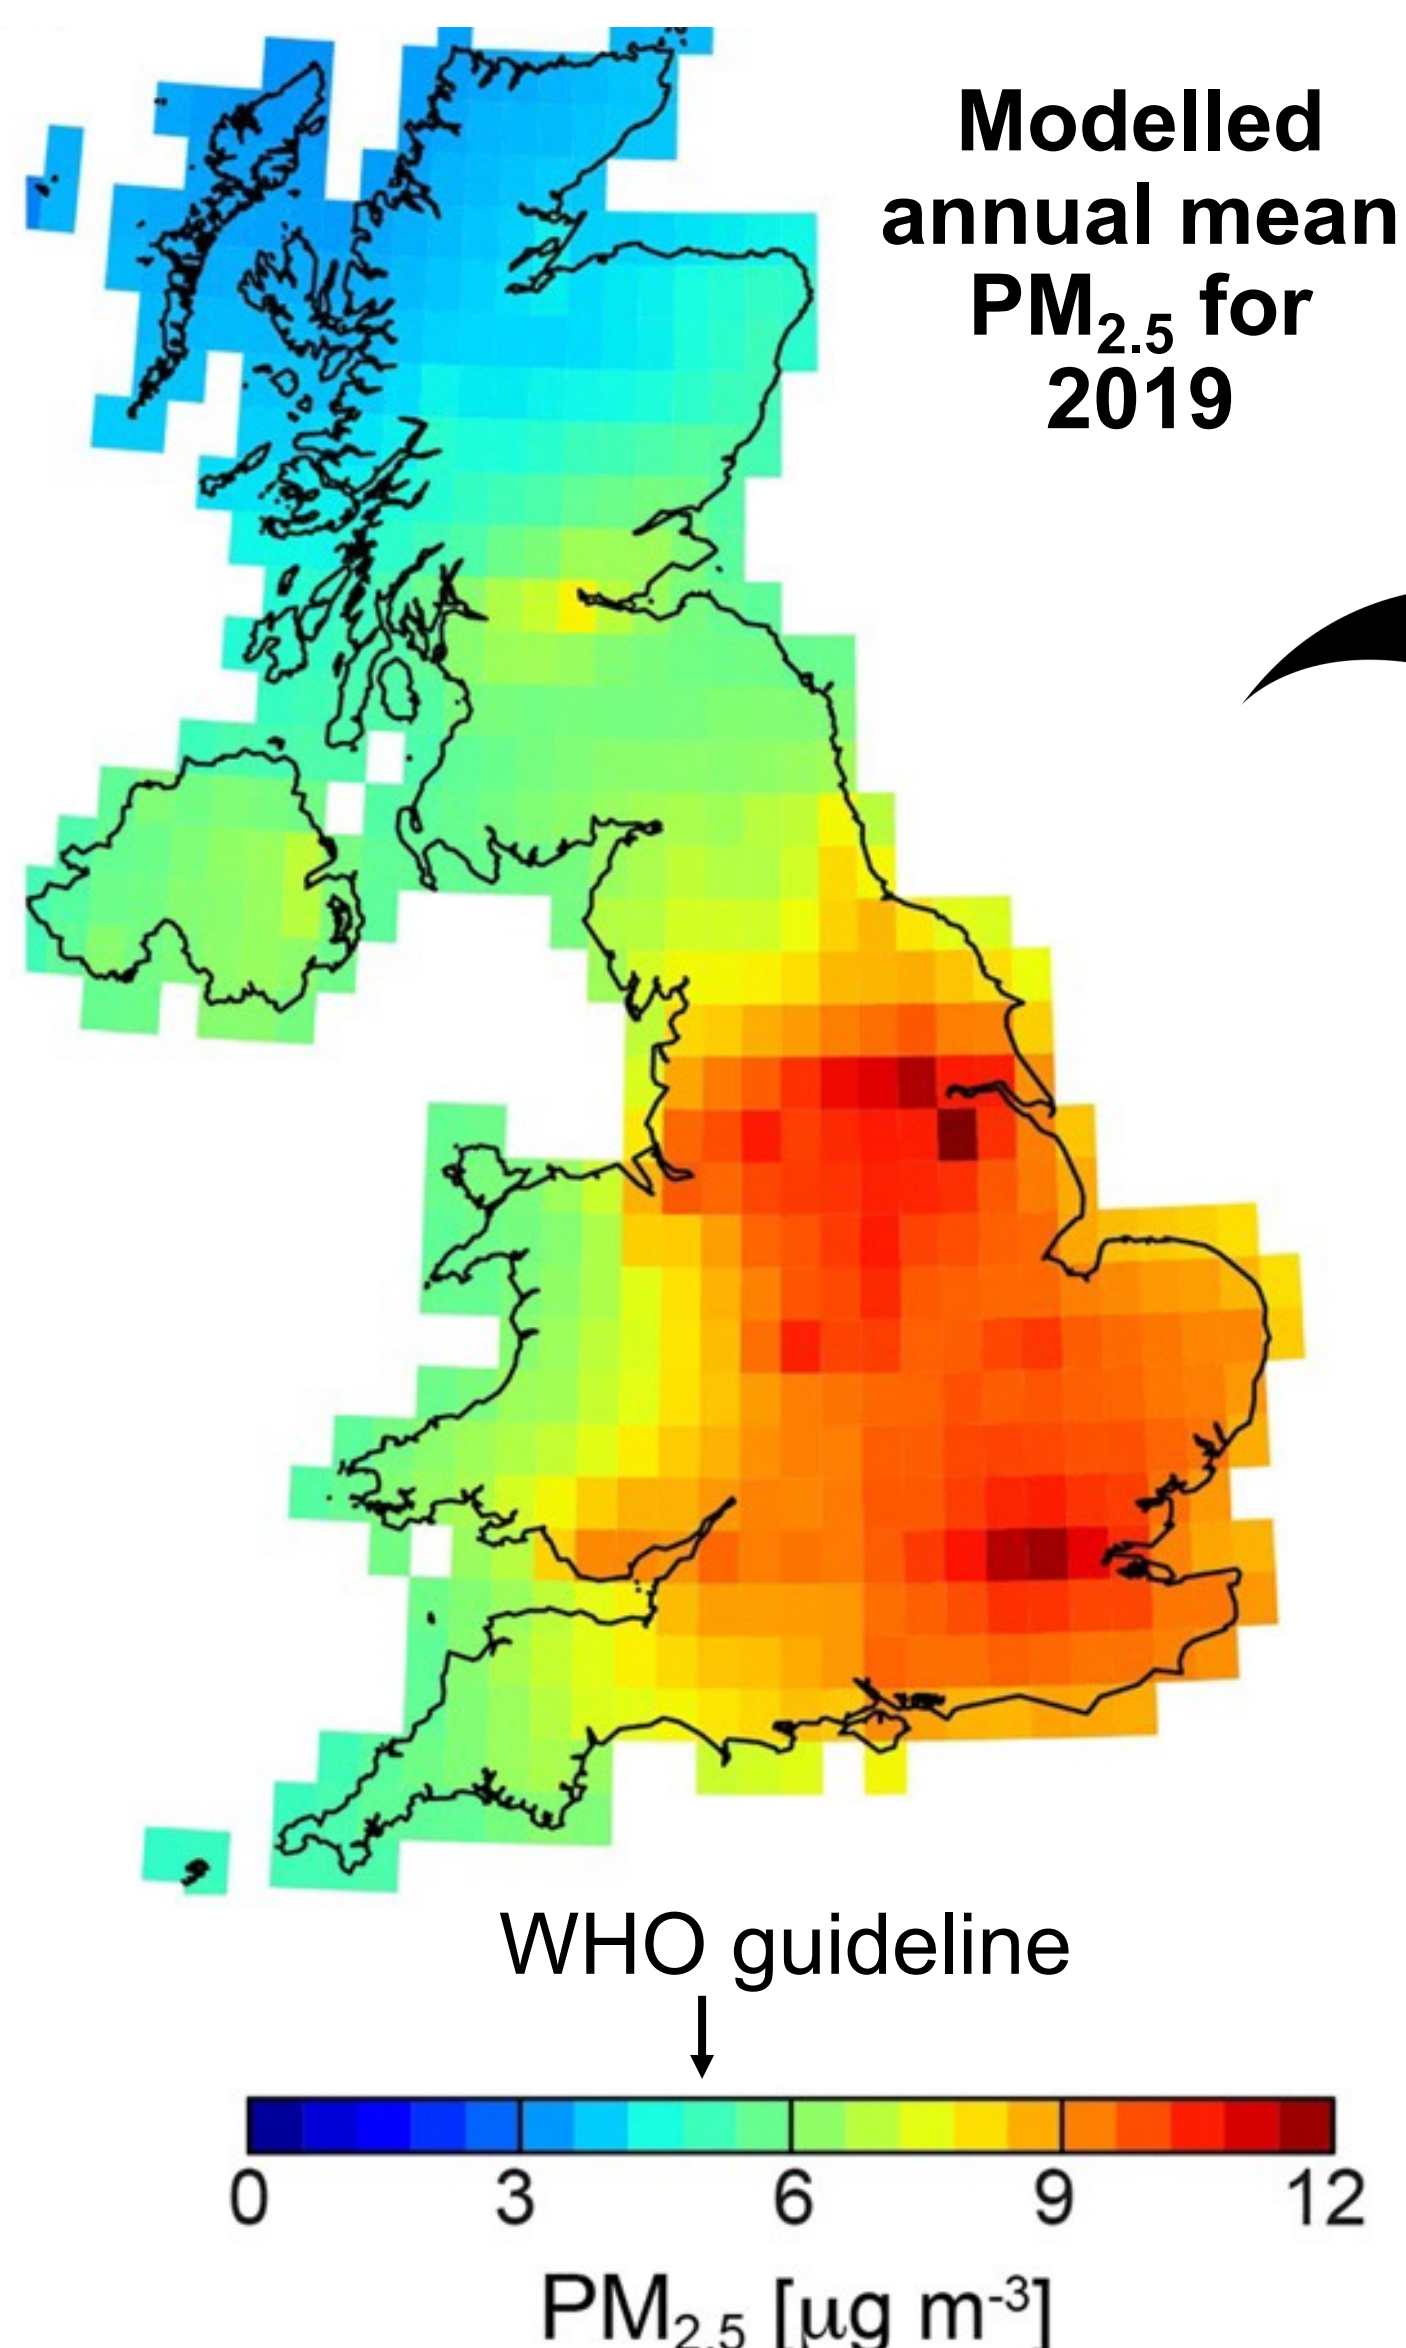 Modelled
annual mean
PM₂.₅ for
2019
WHO guideline
0 3 6 9 12
PM₂.₅ [μg m⁻³]